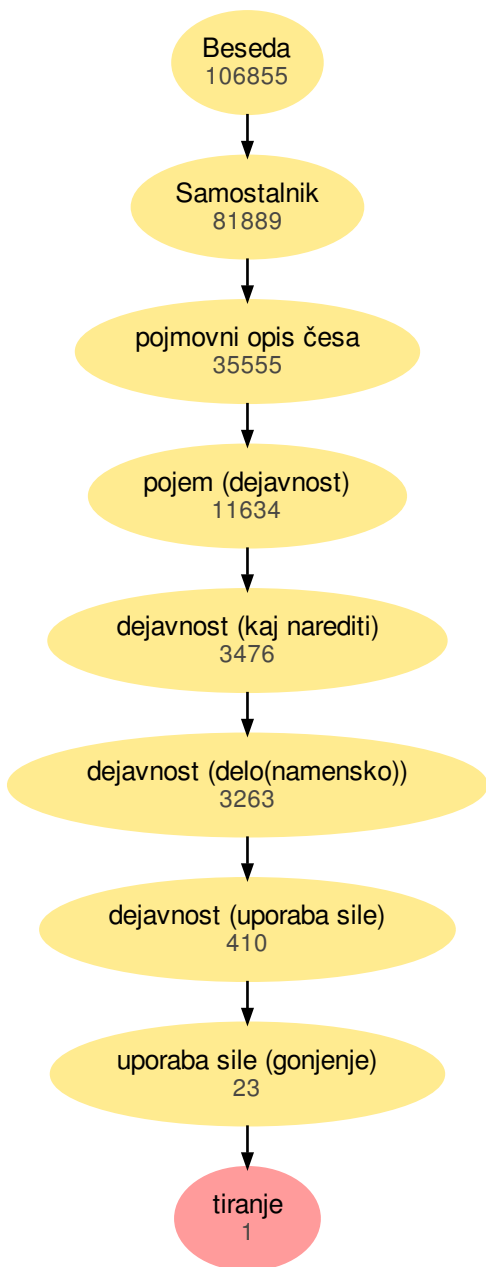 Beseda
106855
Samostalnik
81889
pojmovni opis česa
35555
pojem (dejavnost)
11634
dejavnost (kaj narediti)
3476
dejavnost (delo(namensko))
3263
dejavnost (uporaba sile)
410
uporaba sile (gonjenje)
23
tiranje
1